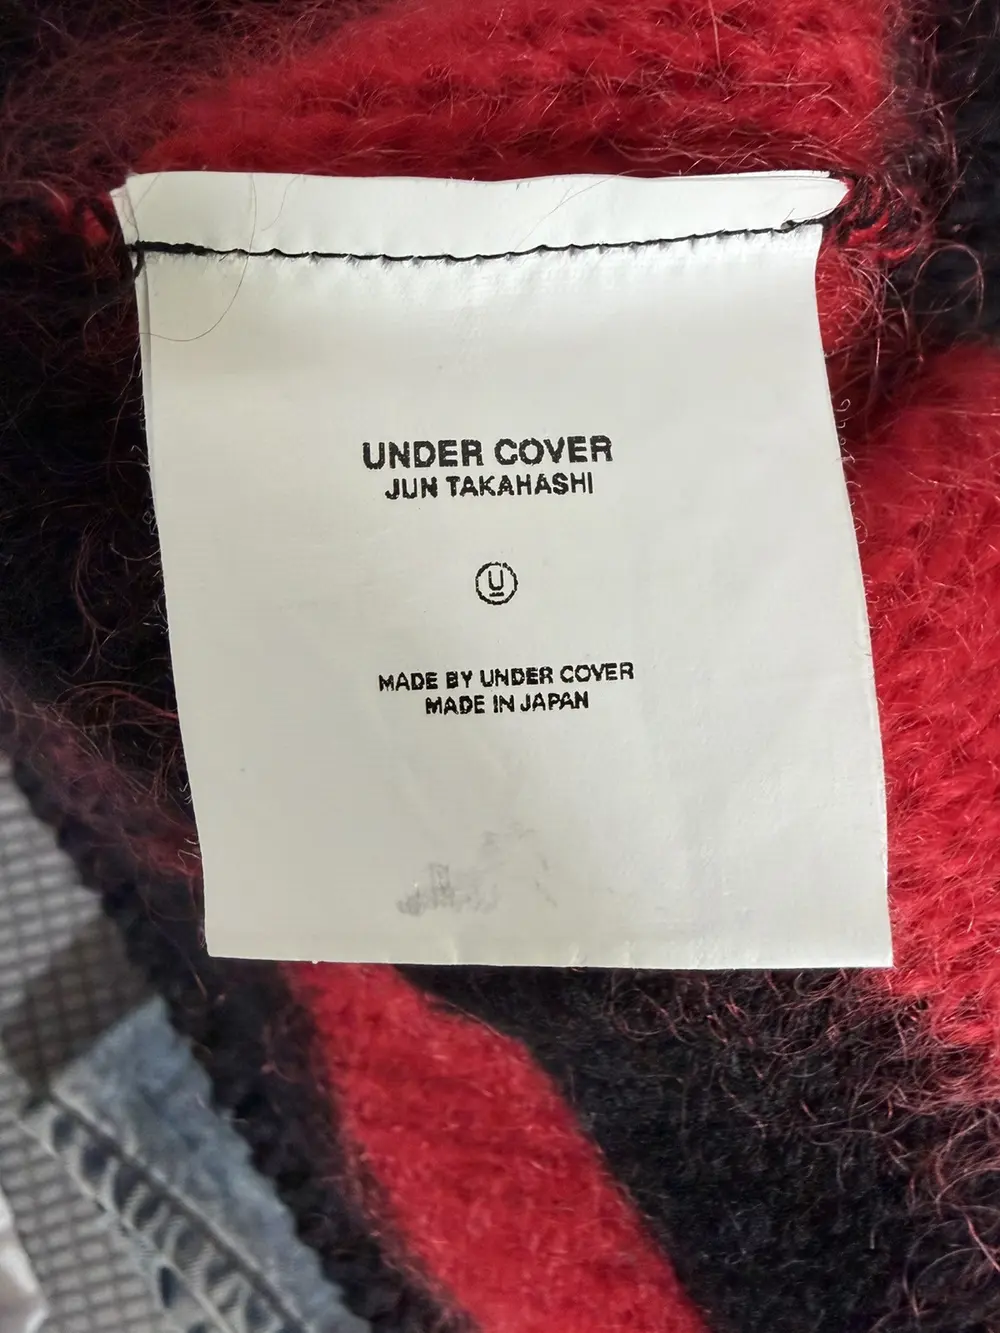 UNDER COVER
JUN TAKAHASHI
U
MADE BY UNDER COVER
MADE IN JAPAN